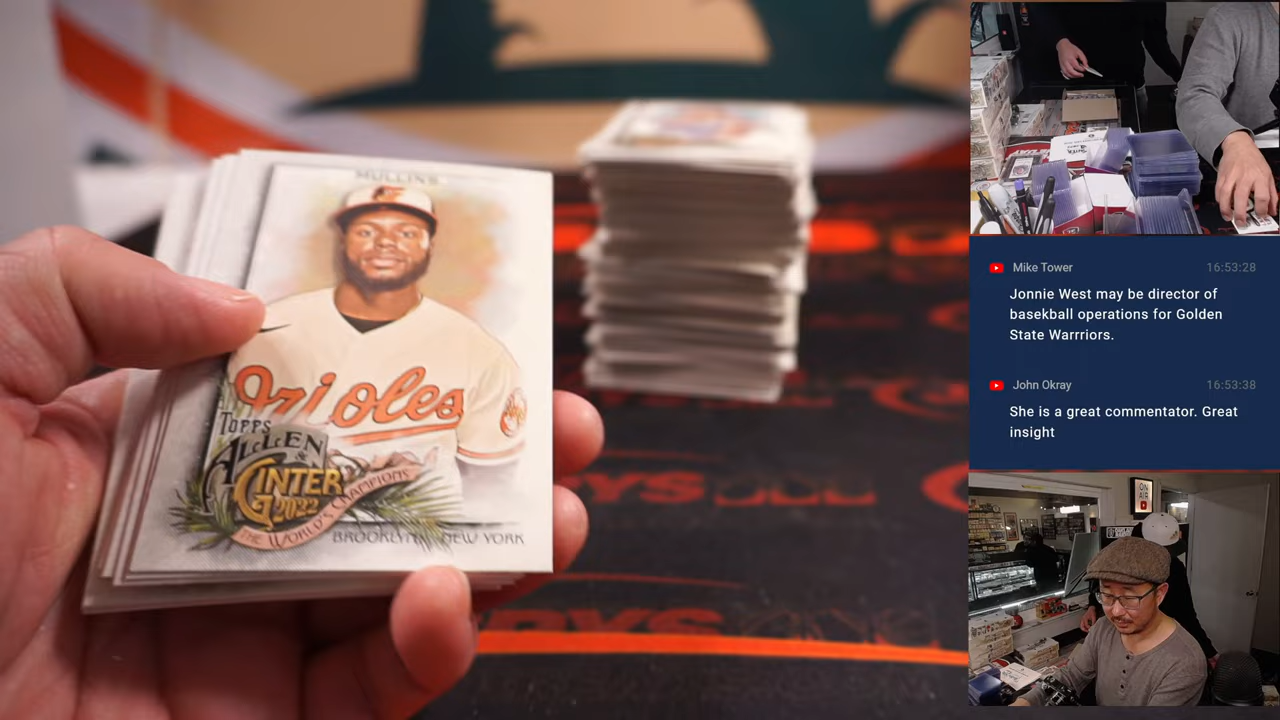 MULLINS
Orioles
TOPPS
ALLEN
&
GINTER
2022
THE WORLD'S CHAMPIONS
BROOKLYN NEW YORK
Mike Tower
16:53:28
Jonnie West may be director of
basekball operations for Golden
State Warrriors.
John Okray
16:53:38
She is a great commentator. Great
insight
ON
AIR